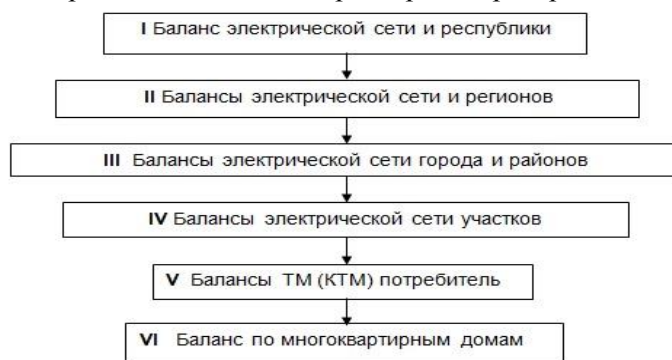 I Баланс электрической сети и республики
II Балансы электрической сети и регионов
III Балансы электрической сети города и районов
IV Балансы электрической сети участков
V Балансы ТМ (КТМ) потребитель
VI Баланс по многоквартирным домам